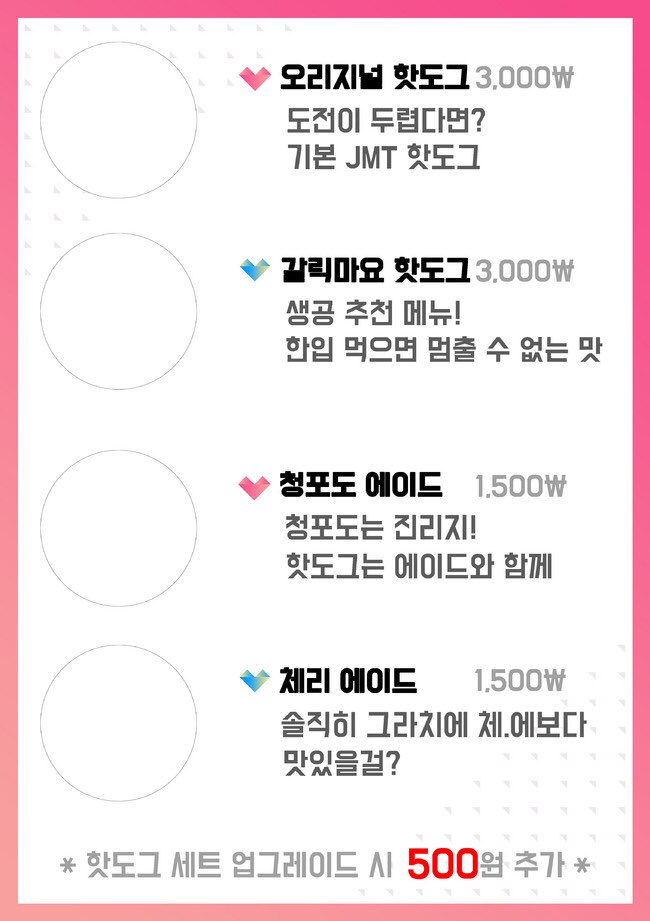 오리지널 핫도그 3,000₩
도전이 두렵다면?
기본 JMT 핫도그
갈릭마요 핫도그 3,000₩
생공 추천 메뉴!
한입 먹으면 멈출 수 없는 맛
청포도 에이드 1,500₩
청포도는 진리지!
핫도그는 에이드와 함께
체리 에이드 1,500₩
솔직히 그라치에 체.에보다
맛있을걸?
* 핫도그 세트 업그레이드 시 500원 추가 *